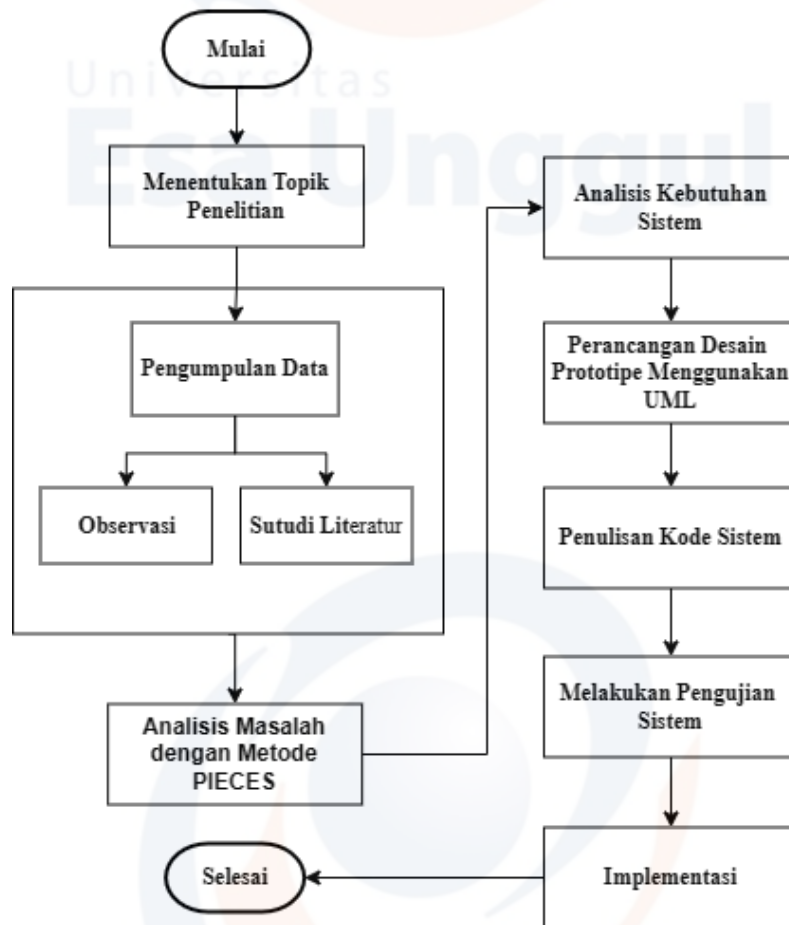 Mulai
Universitas
Esa Unggul
Menentukan Topik
Penelitian
Pengumpulan Data
Observasi
Sutudi Literatur
Analisis Masalah
dengan Metode
PIECES
Analisis Kebutuhan
Sistem
Perancangan Desain
Prototipe Menggunakan
UML
Penulisan Kode Sistem
Melakukan Pengujian
Sistem
Implementasi
Selesai